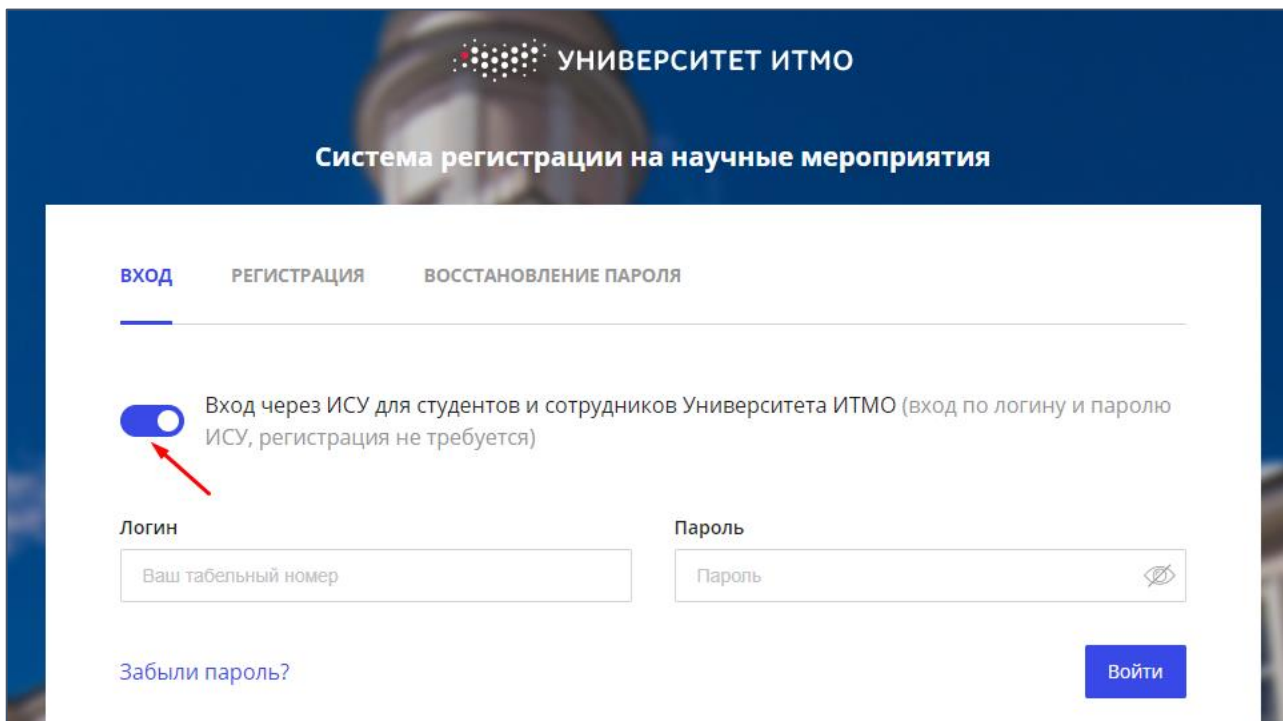 УНИВЕРСИТЕТ ИТМО
Система регистрации на научные мероприятия
ВХОД РЕГИСТРАЦИЯ ВОССТАНОВЛЕНИЕ ПАРОЛЯ
Вход через ИСУ для студентов и сотрудников Университета ИТМО (вход по логину и паролю
ИСУ, регистрация не требуется)
Логин Пароль
Ваш табельный номер Пароль
Забыли пароль? Войти